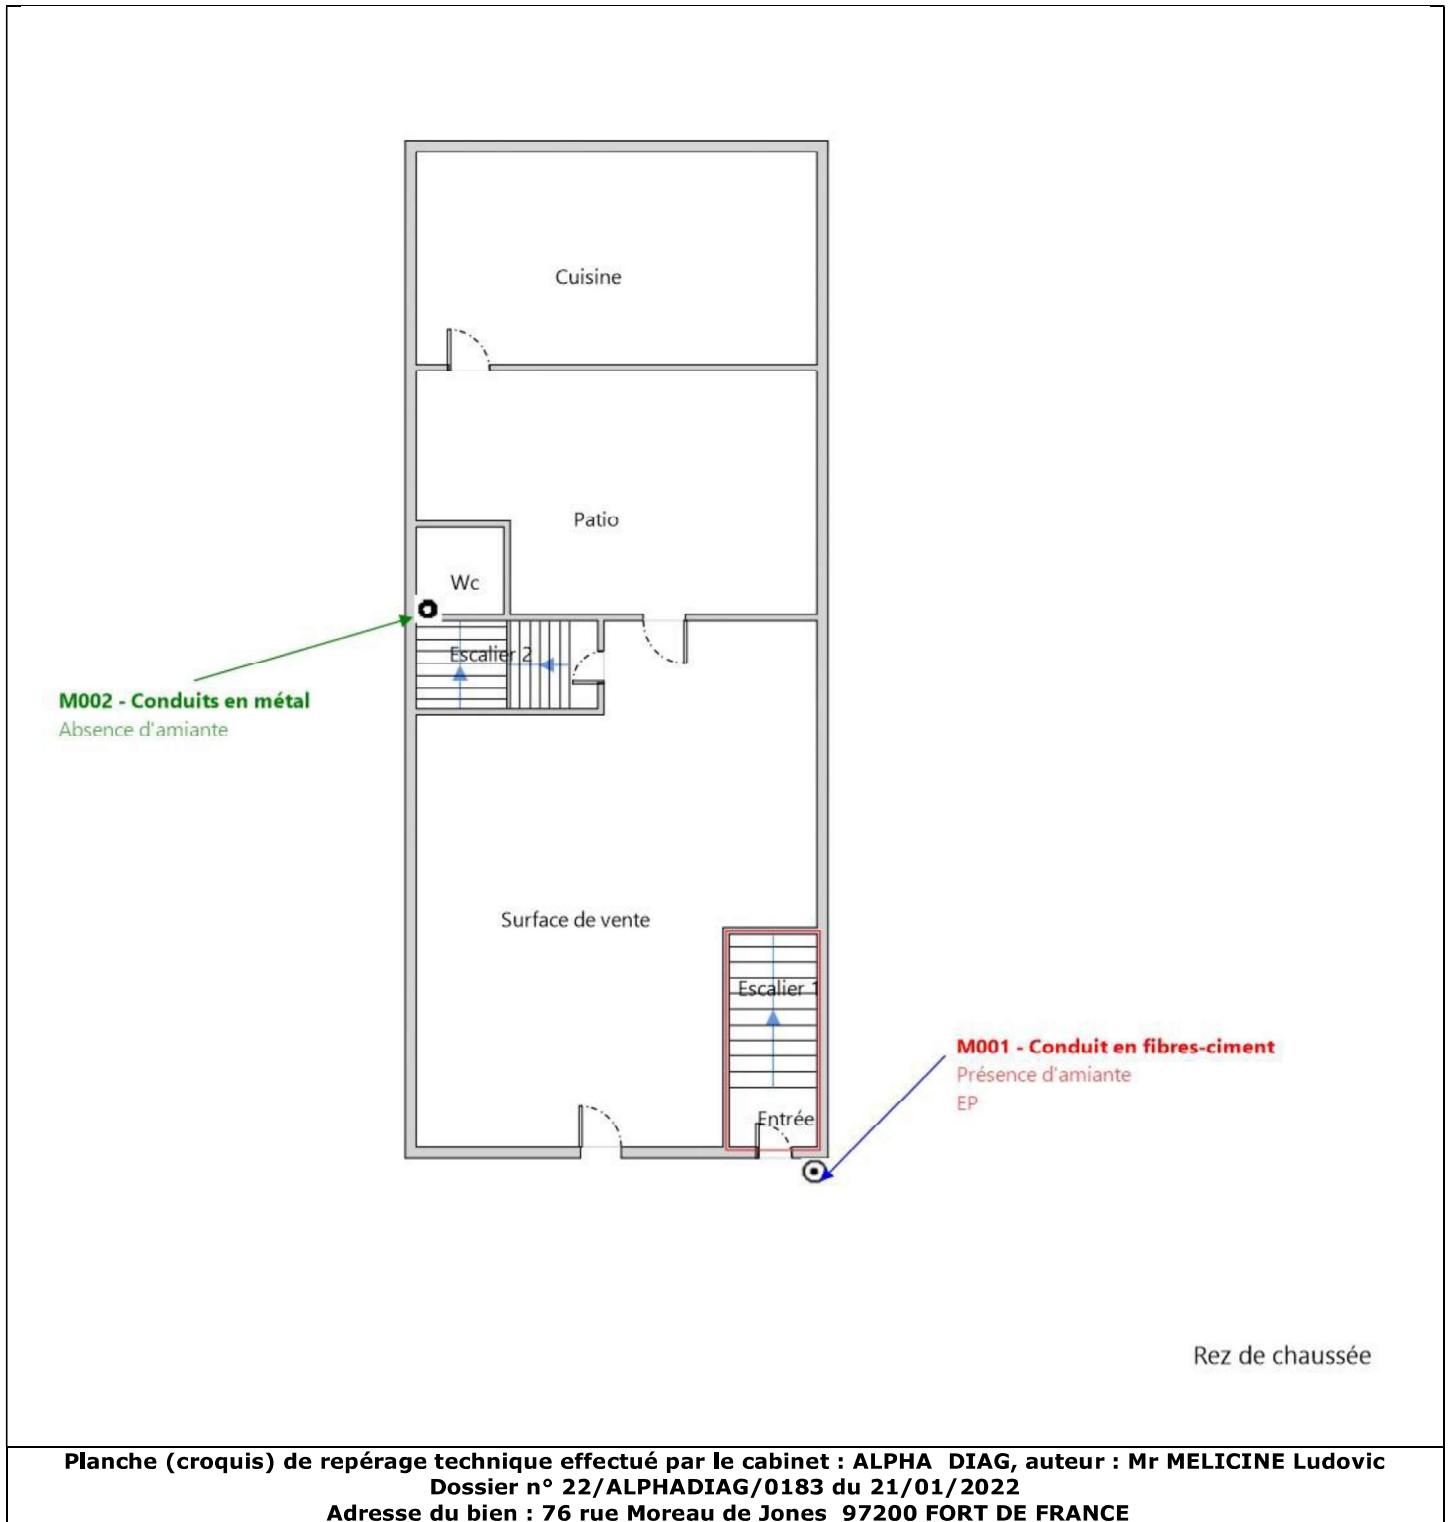 Cuisine
Patio
Wc
Escalier 2
M002 - Conduits en métal
Absence d'amiante
Surface de vente
Escalier 1
M001 - Conduit en fibres-ciment
Présence d'amiante
EP
Entrée
Rez de chaussée
Planche (croquis) de repérage technique effectué par le cabinet : ALPHA DIAG, auteur : Mr MELICINE Ludovic
Dossier n° 22/ALPHADIAG/0183 du 21/01/2022
Adresse du bien : 76 rue Moreau de Jones 97200 FORT DE FRANCE